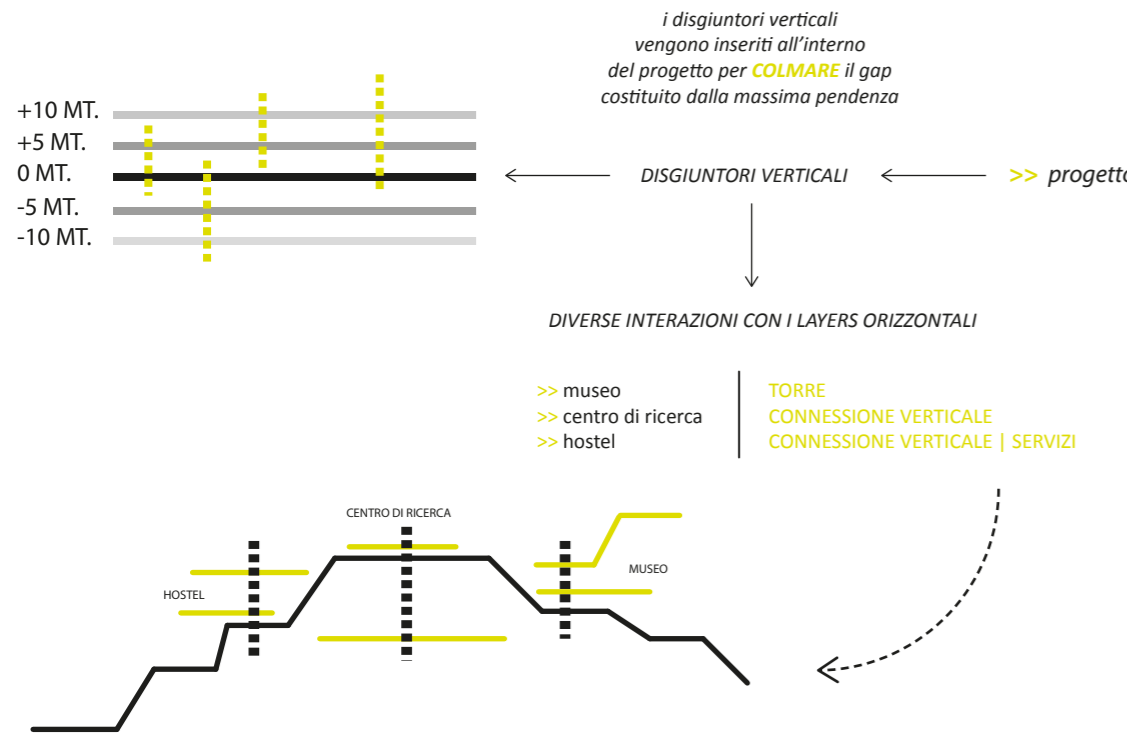 i disgiuntori verticali
vengono inseriti all'interno
del progetto per COLMARE il gap
costituito dalla massima pendenza
+10 MT.
+5 MT.
0 MT.
-5 MT.
-10 MT.
DISGIUNTORI VERTICALI
>> progetto
DIVERSE INTERAZIONI CON I LAYERS ORIZZONTALI
>> museo
>> centro di ricerca
>> hostel
TORRE
CONNESSIONE VERTICALE
CONNESSIONE VERTICALE | SERVIZI
CENTRO DI RICERCA
HOSTEL
MUSEO